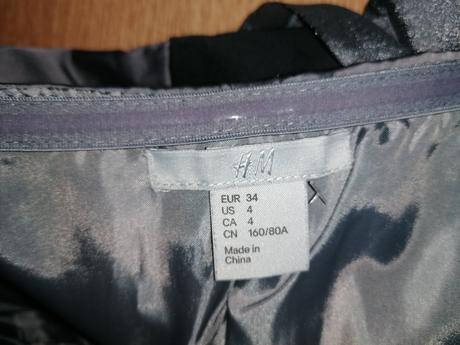 H&M
EUR 34
US 4
CA 4
CN 160/80A
Made in
China